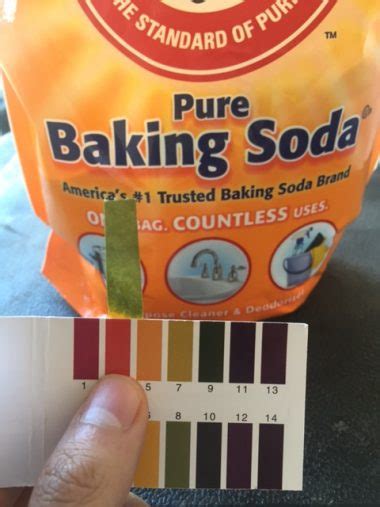 HE STANDARD OF PUR
™
Pure
Baking Soda
America's #1 Trusted Baking Soda Brand
BAG. COUNTLESS USES.
Cleaner &
1 5 7 9 11 13
8 10 12 14